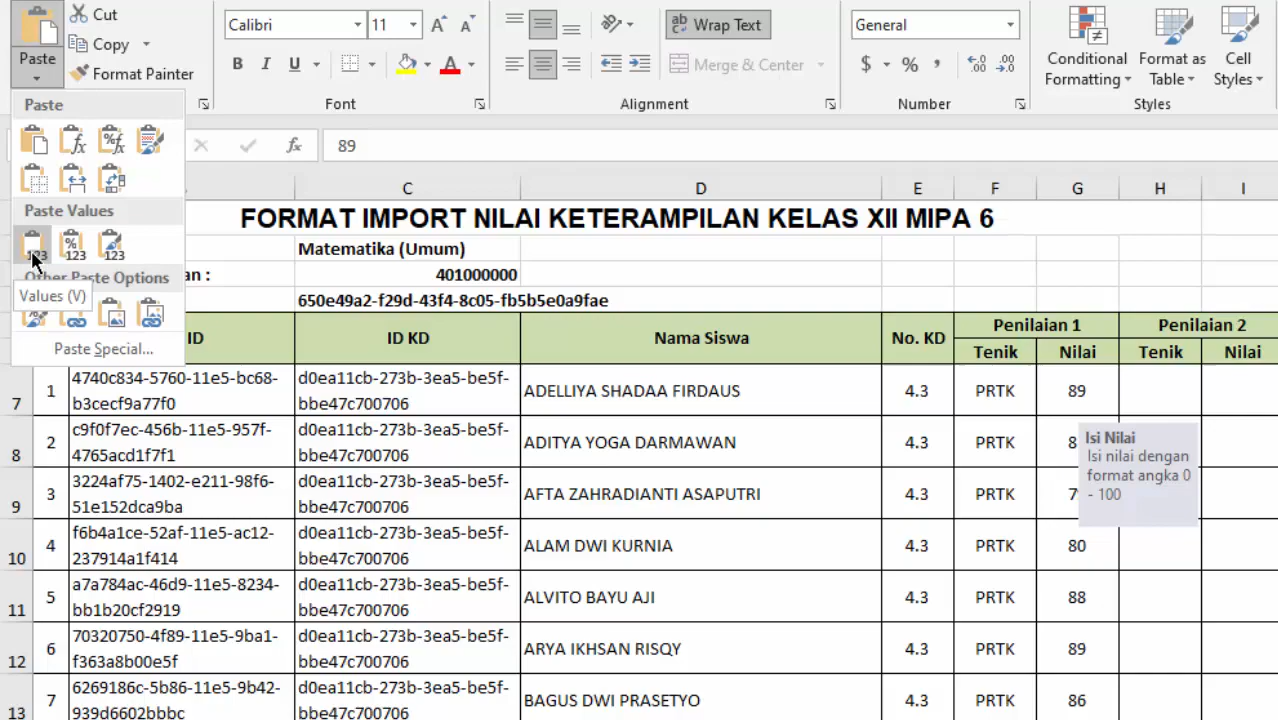 Cut
Calibri 11
Wrap Text
General
Paste
Copy
Format Painter
Merge & Center
$ % ,
Conditional Formatting
Format as Table
Cell Styles
Font
Alignment
Number
Styles
Paste
Paste Values
Other Paste Options
Values (V)
Paste Special...
fx 89
C D E F G H I
FORMAT IMPORT NILAI KETERAMPILAN KELAS XII MIPA 6
Matematika (Umum)
401000000
650e49a2-f29d-43f4-8c05-fb5b5e0a9fae
ID ID KD Nama Siswa No. KD Penilaian 1 Penilaian 2
Tenik Nilai Tenik Nilai
7 1 4740c834-5760-11e5-bc68-b3cecf9a77f0 d0ea11cb-273b-3ea5-be5f-bbe47c700706 ADELLIYA SHADAA FIRDAUS 4.3 PRTK 89
8 2 c9f0f7ec-456b-11e5-957f-4765acd1f7f1 d0ea11cb-273b-3ea5-be5f-bbe47c700706 ADITYA YOGA DARMAWAN 4.3 PRTK
9 3 3224af75-1402-e211-98f6-51e152dca9ba d0ea11cb-273b-3ea5-be5f-bbe47c700706 AFTA ZAHRADIANTI ASAPUTRI 4.3 PRTK
Isi Nilai
Isi nilai dengan
format angka 0
- 100
10 4 f6b4a1ce-52af-11e5-ac12-237914a1f414 d0ea11cb-273b-3ea5-be5f-bbe47c700706 ALAM DWI KURNIA 4.3 PRTK 80
11 5 a7a784ac-46d9-11e5-8234-bb1b20cf2919 d0ea11cb-273b-3ea5-be5f-bbe47c700706 ALVITO BAYU AJI 4.3 PRTK 88
12 6 70320750-4f89-11e5-9ba1-f363a8b00e5f d0ea11cb-273b-3ea5-be5f-bbe47c700706 ARYA IKHSAN RISQY 4.3 PRTK 89
13 7 6269186c-5b86-11e5-9b42-939d6602bbbc d0ea11cb-273b-3ea5-be5f-bbe47c700706 BAGUS DWI PRASETYO 4.3 PRTK 86